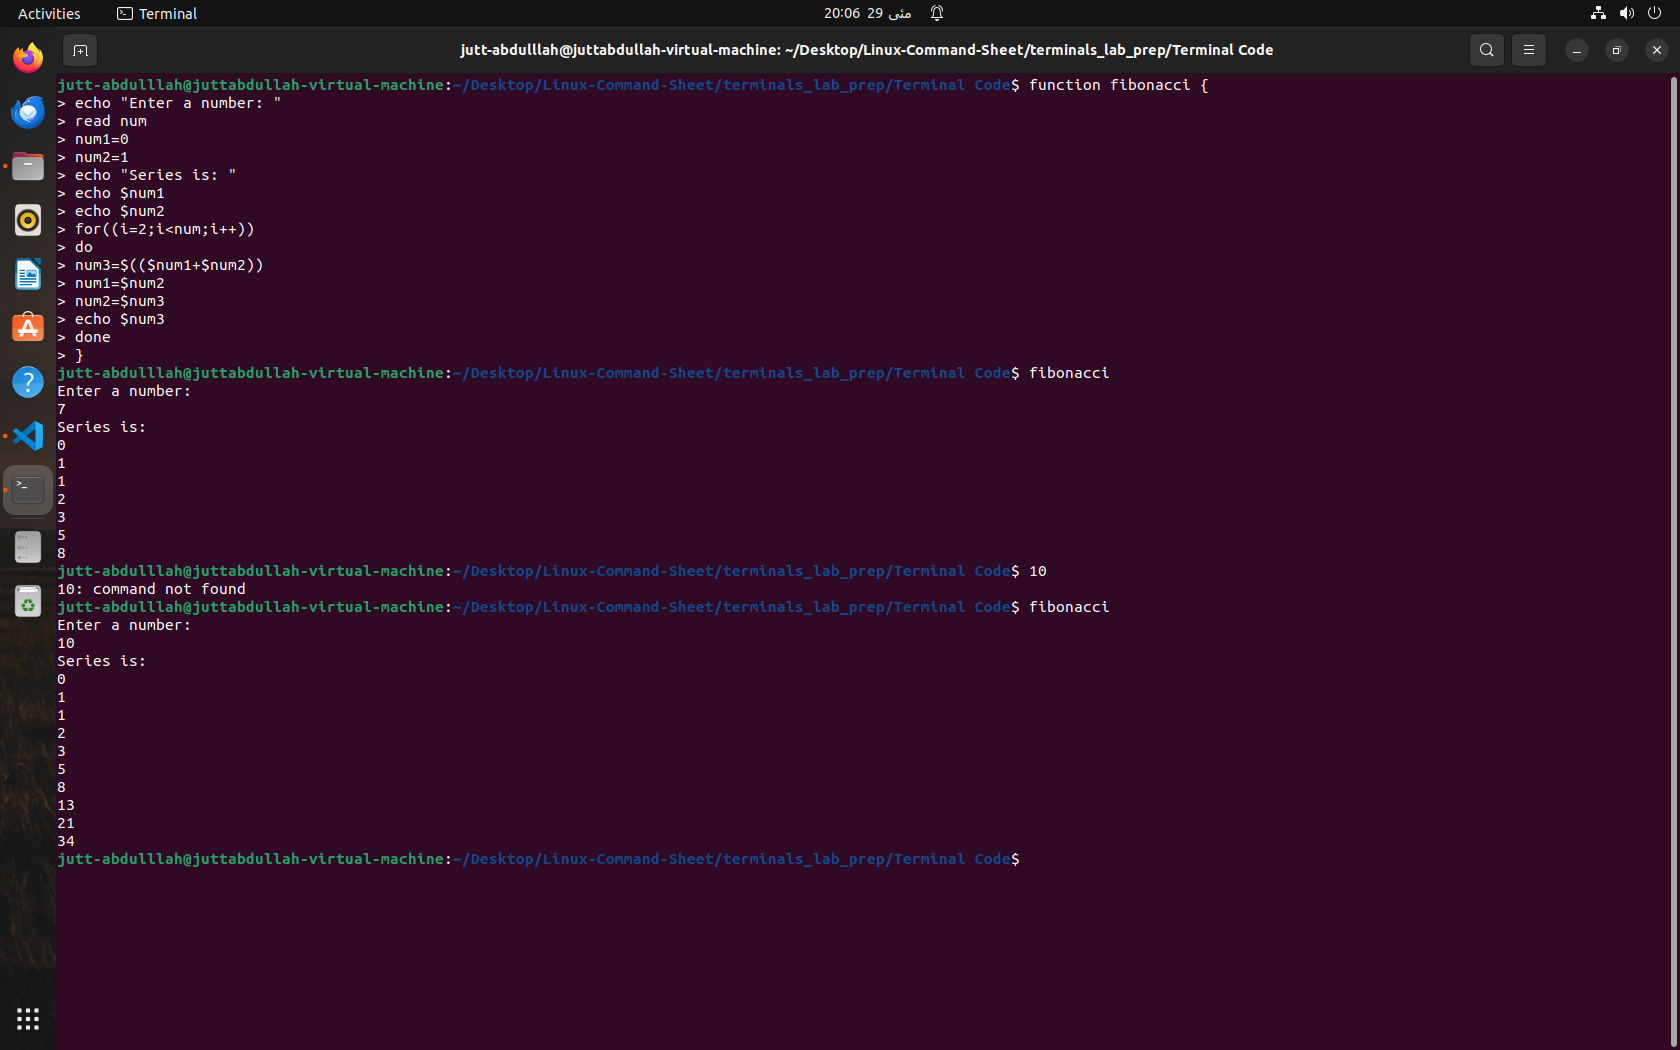 Activities
Terminal
20:06 29 مئی
jutt-abdulllah@juttabdullah-virtual-machine: ~/Desktop/Linux-Command-Sheet/terminals_lab_prep/Terminal Code
jutt-abdulllah@juttabdullah-virtual-machine:~/Desktop/Linux-Command-Sheet/terminals_lab_prep/Terminal Code$ function fibonacci {
> echo "Enter a number: "
> read num
> num1=0
> num2=1
> echo "Series is: "
> echo $num1
> echo $num2
> for((i=2;i<num;i++))
> do
> num3=$(($num1+$num2))
> num1=$num2
> num2=$num3
> echo $num3
> done
> }
jutt-abdulllah@juttabdullah-virtual-machine:~/Desktop/Linux-Command-Sheet/terminals_lab_prep/Terminal Code$ fibonacci
Enter a number:
7
Series is:
0
1
1
2
3
5
8
jutt-abdulllah@juttabdullah-virtual-machine:~/Desktop/Linux-Command-Sheet/terminals_lab_prep/Terminal Code$ 10
10: command not found
jutt-abdulllah@juttabdullah-virtual-machine:~/Desktop/Linux-Command-Sheet/terminals_lab_prep/Terminal Code$ fibonacci
Enter a number:
10
Series is:
0
1
1
2
3
5
8
13
21
34
jutt-abdulllah@juttabdullah-virtual-machine:~/Desktop/Linux-Command-Sheet/terminals_lab_prep/Terminal Code$